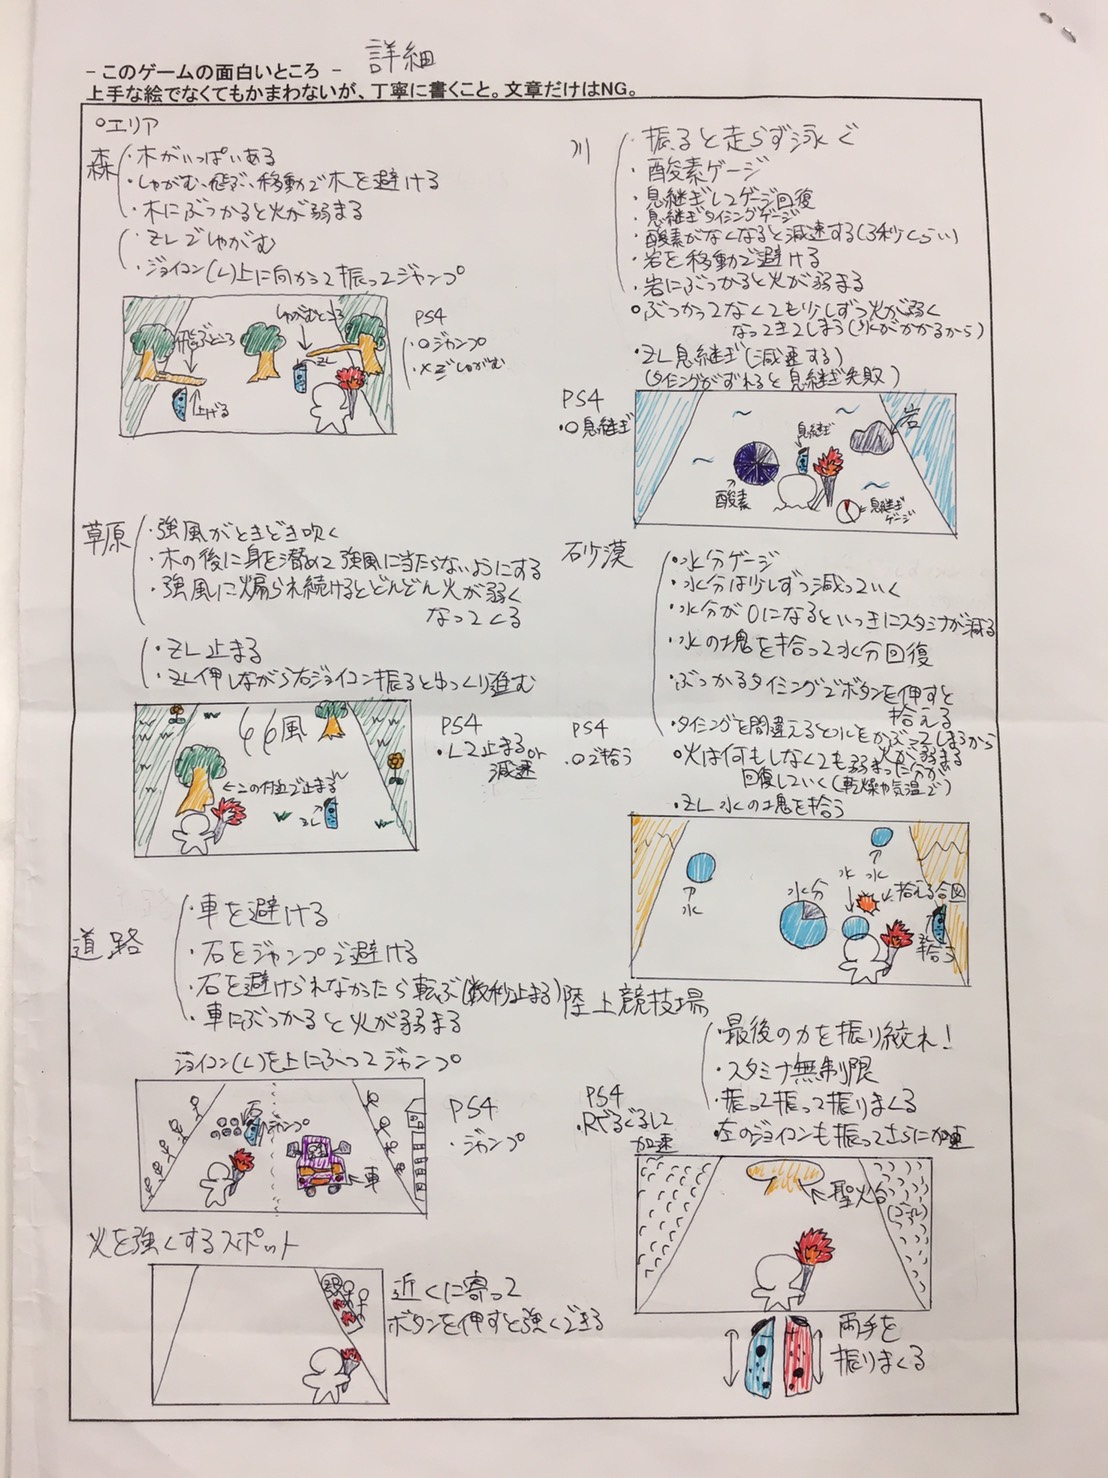 詳細
- このゲームの面白いところ -
上手な絵でなくてもかまわないが、丁寧に書くこと。文章だけはNG。
○エリア
森
・木がいっぱいある
・しゃがむ、飛ぶ、移動で木を避ける
・木にぶつかると火が弱まる
・ZLでしゃがむ
・ジョイコン(L)上に向かって振ってジャンプ
飛ぶところ
しゃがむところ
ZL
上げる
PS4
・○ジャンプ
・×でしゃがむ
草原
・強風がときどき吹く
・木の後に身を潜めて強風に当たらないようにする
・強風に煽られ続けるとどんどん火が弱く
なってくる
・ZL止まる
・ZL押しながら右ジョイコン振るとゆっくり進む
風
←この付近で止まる
ZL
PS4
・Lで止まるor
減速
道路
・車を避ける
・石をジャンプで避ける
・石を避けられなかったら転ぶ(数秒止まる)
・車にぶつかると火が弱まる
ジョイコン(L)を上にふってジャンプ
石
ジャンプ
←車
PS4
・ジャンプ
火を強くするスポット
近くに寄って
ボタンを押すと強くできる
川
・振ると走らず泳ぐ
・酸素ゲージ
・息継ぎしてゲージ回復
・息継ぎタイミングゲージ
・酸素がなくなると減速する(3秒くらい)
・岩を移動で避ける
・岩にぶつかると火が弱まる
○ぶつかってなくても少しずつ火が弱く
なってきてしまう(水がかかるから)
・ZL息継ぎ(減速する)
(タイミングがずれると息継ぎ失敗)
PS4
・○息継ぎ
息継ぎ
岩
酸素
息継ぎ
ゲージ
砂漠
・水分ゲージ
・水分は少しずつ減っていく
・水分が0になるといっきにスタミナが減る
・水の塊を拾って水分回復
・ぶつかるタイミングでボタンを押すと
拾える
・タイミングを間違えると水をかぶってしまうから
火が弱まる
○火は何もしなくても弱まった分が
回復していく(乾燥や気温で)
・ZL水の塊を拾う
PS4
・○で拾う
水
水分
水
水
拾える合図
拾う
陸上競技場
・最後の力を振り絞れ!
・スタミナ無制限
・振って振って振りまくる
・左のジョイコンも振ってさらに加速
PS4
・Rぐるぐるして
加速
聖火台
(ゴール)
両手を
振りまくる